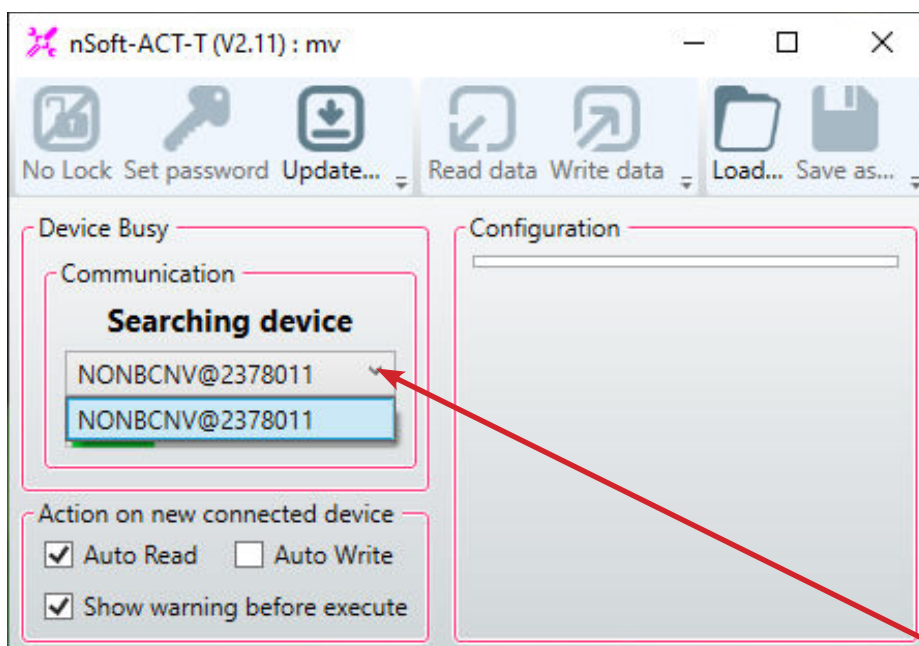 nSoft-ACT-T (V2.11) : mv
No Lock Set password Update... Read data Write data Load... Save as...
Device Busy
Configuration
Communication
Searching device
NONBCNV@2378011
NONBCNV@2378011
Action on new connected device
Auto Read Auto Write
Show warning before execute